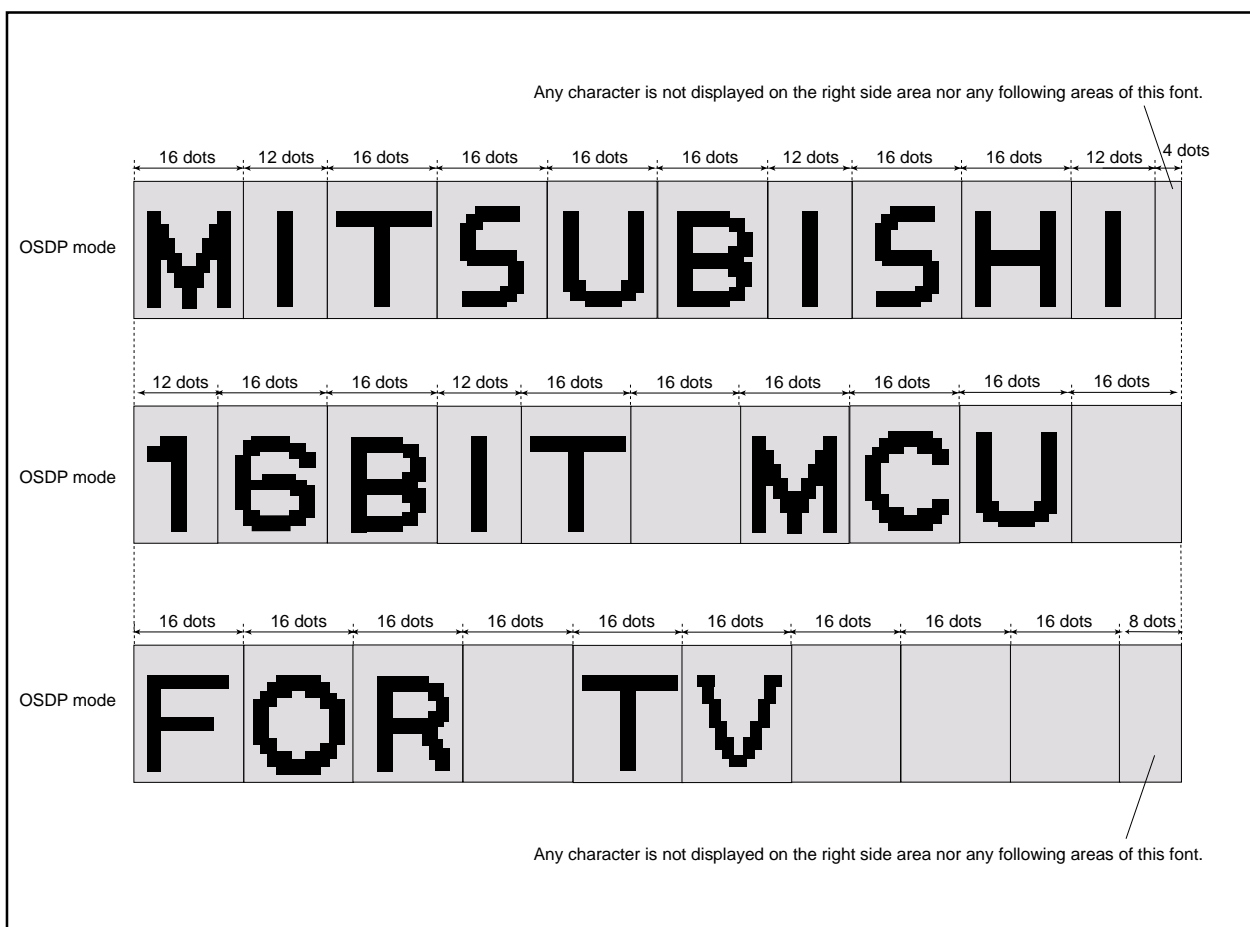 Any character is not displayed on the right side area nor any following areas of this font.
16 dots 12 dots 16 dots 16 dots 16 dots 16 dots 12 dots 16 dots 16 dots 12 dots 4 dots
OSDP mode MITSUBISHI
12 dots 16 dots 16 dots 12 dots 16 dots 16 dots 16 dots 16 dots 16 dots 16 dots
OSDP mode 16BIT MCU
16 dots 16 dots 16 dots 16 dots 16 dots 16 dots 16 dots 16 dots 16 dots 8 dots
OSDP mode FOR TV
Any character is not displayed on the right side area nor any following areas of this font.